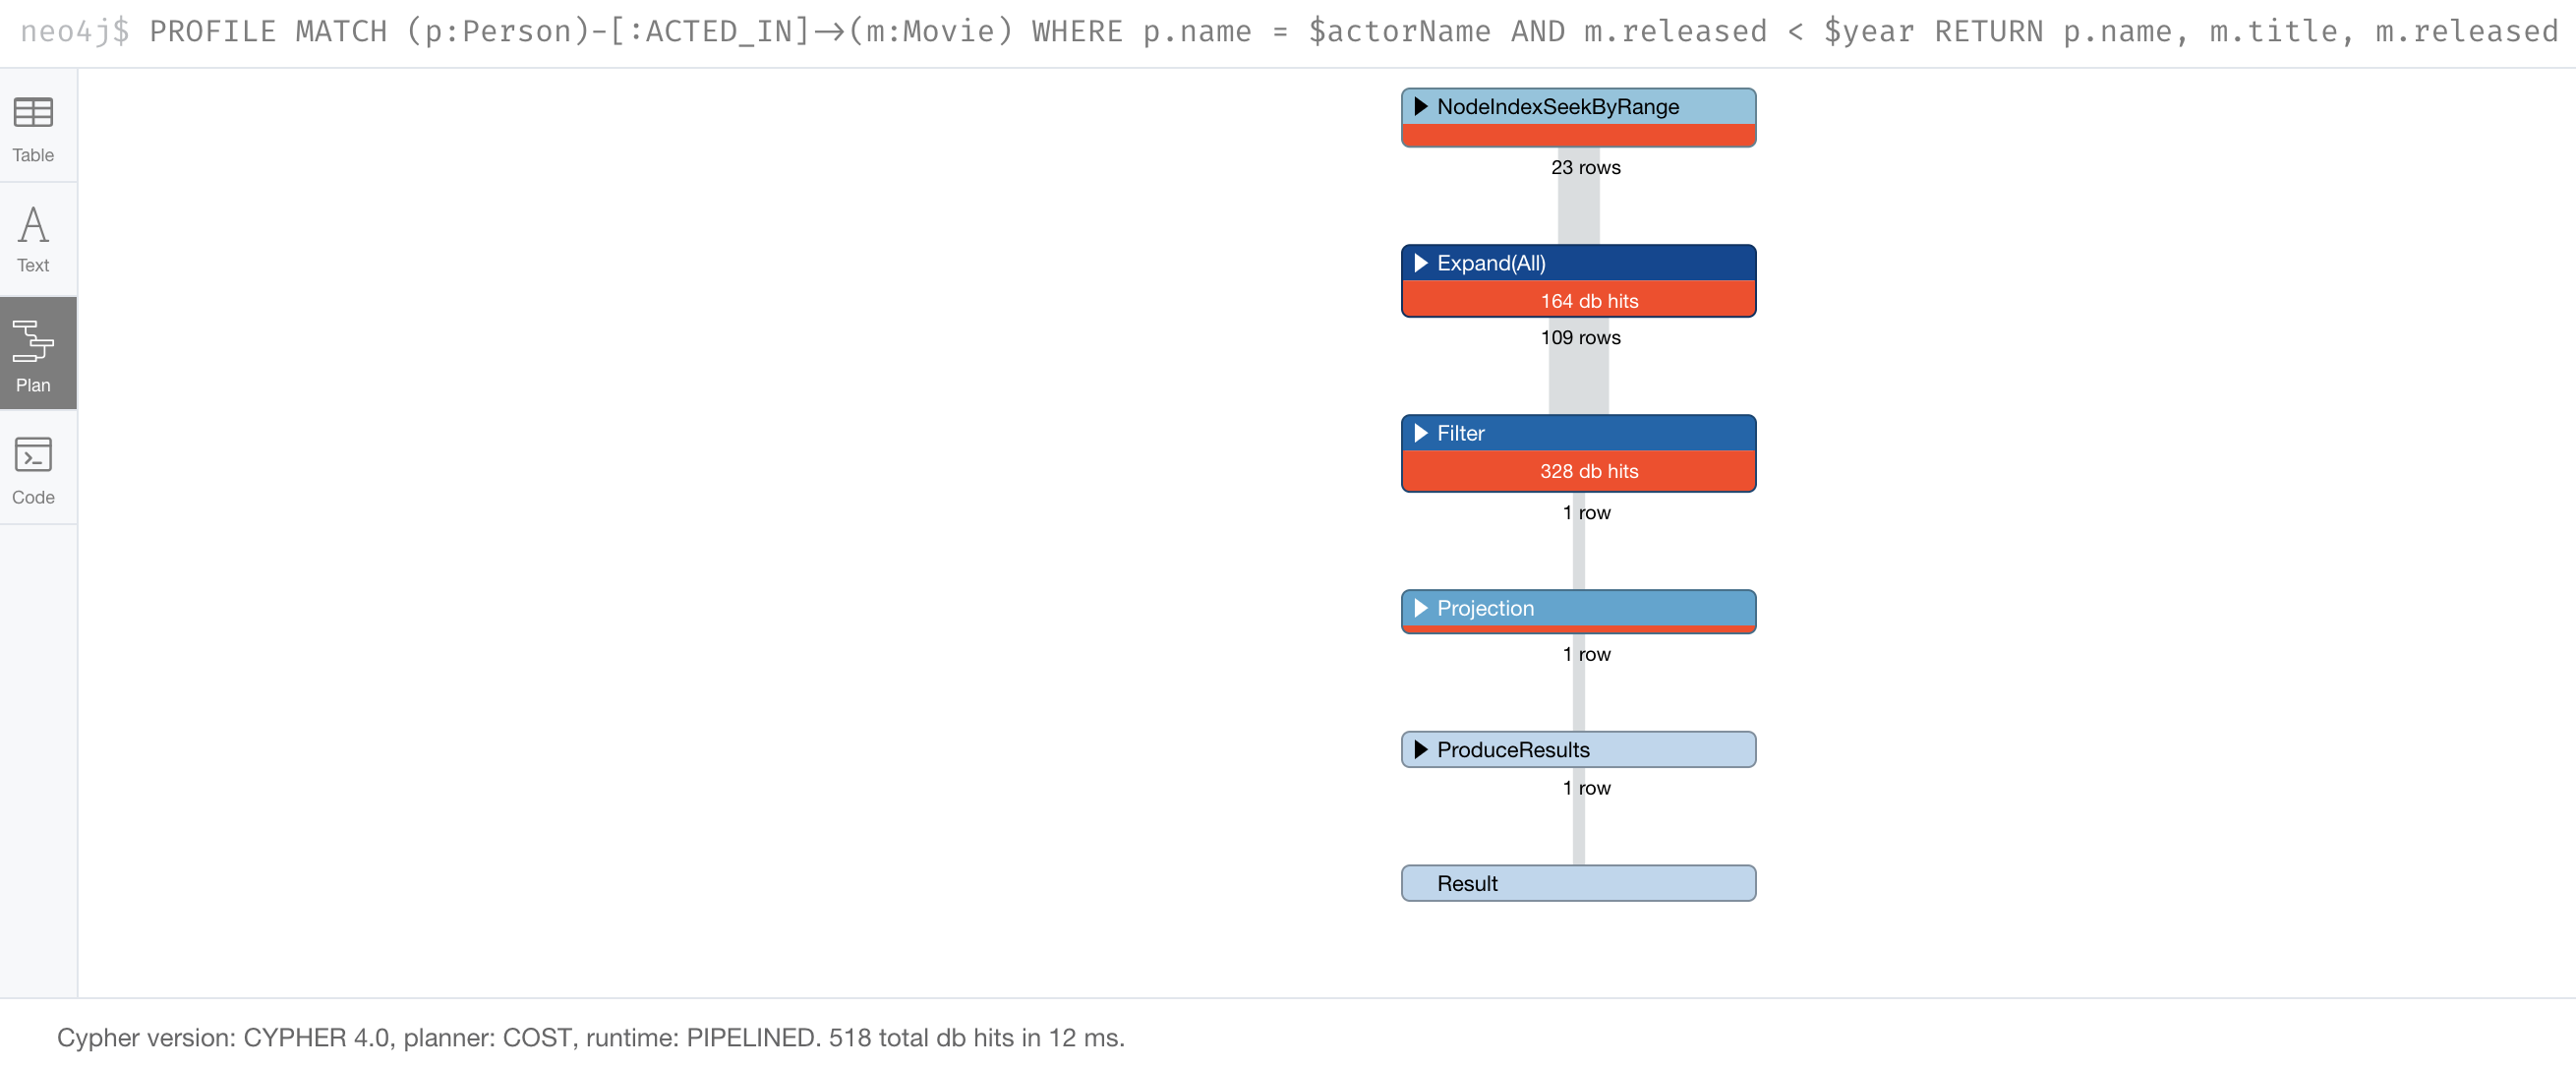 neo4j$ PROFILE MATCH (p:Person)-[:ACTED_IN]→(m:Movie) WHERE p.name = $actorName AND m.released < $year RETURN p.name, m.title, m.released
Table
Text
Plan
Code
NodeIndexSeekByRange
23 rows
Expand(All)
164 db hits
109 rows
Filter
328 db hits
1 row
Projection
1 row
ProduceResults
1 row
Result
Cypher version: CYPHER 4.0, planner: COST, runtime: PIPELINED. 518 total db hits in 12 ms.